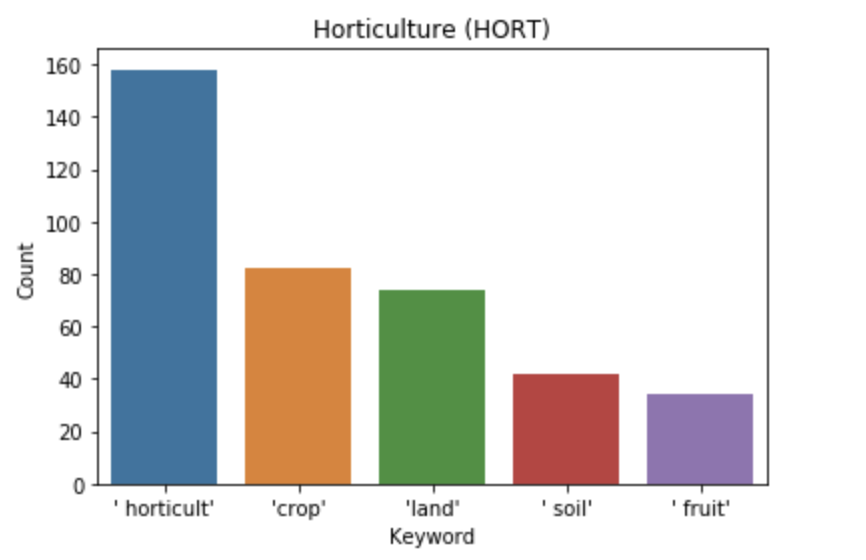 Horticulture (HORT)
160
140
120
100
80
60
40
20
0
Count
' horticult' 'crop' 'land' ' soil' ' fruit'
Keyword